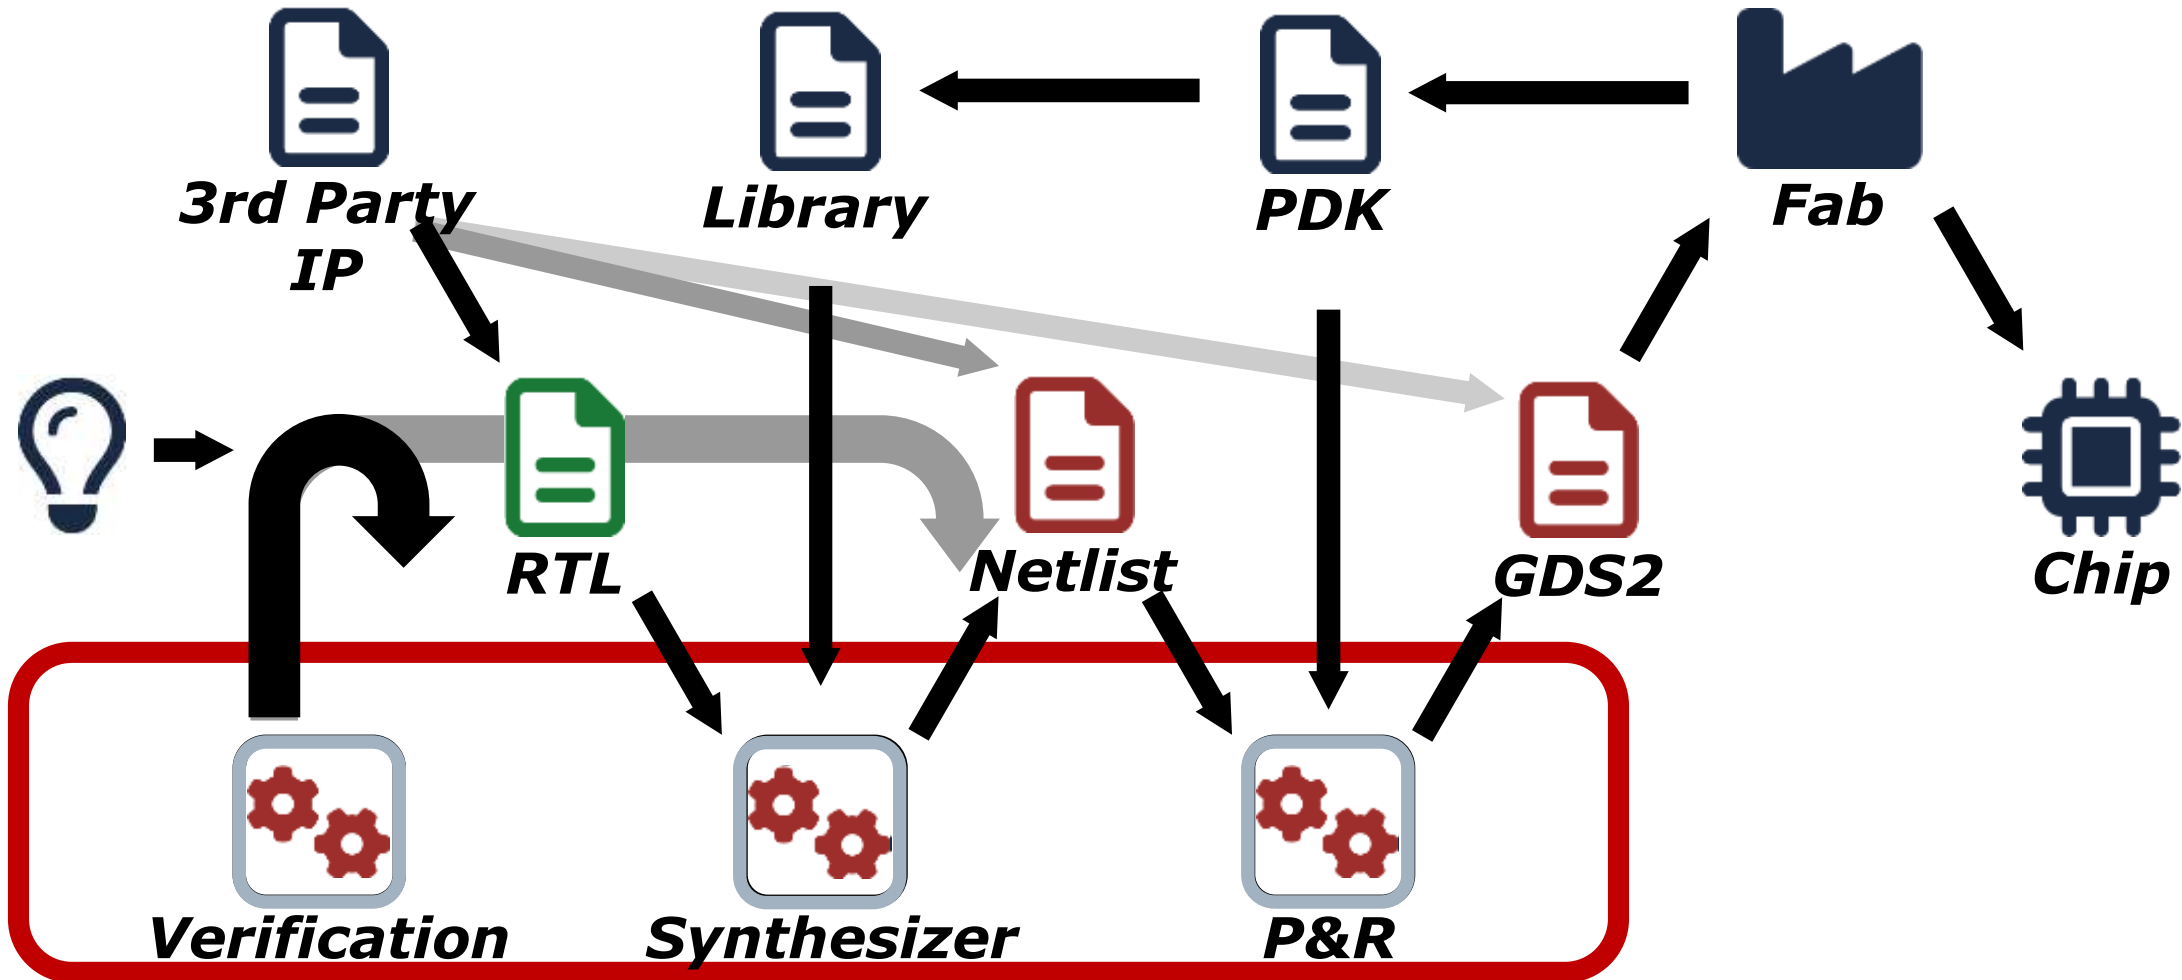 3rd Party
IP
Library
PDK
Fab
RTL
Netlist
GDS2
Chip
Verification
Synthesizer
P&R